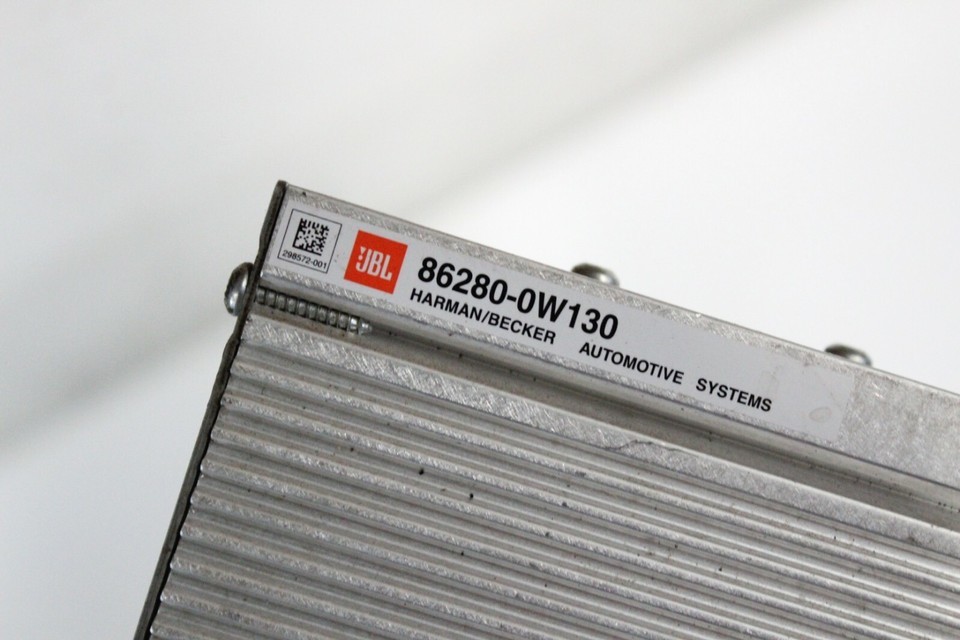 298572-001
JBL
86280-0W130
HARMAN/BECKER AUTOMOTIVE SYSTEMS